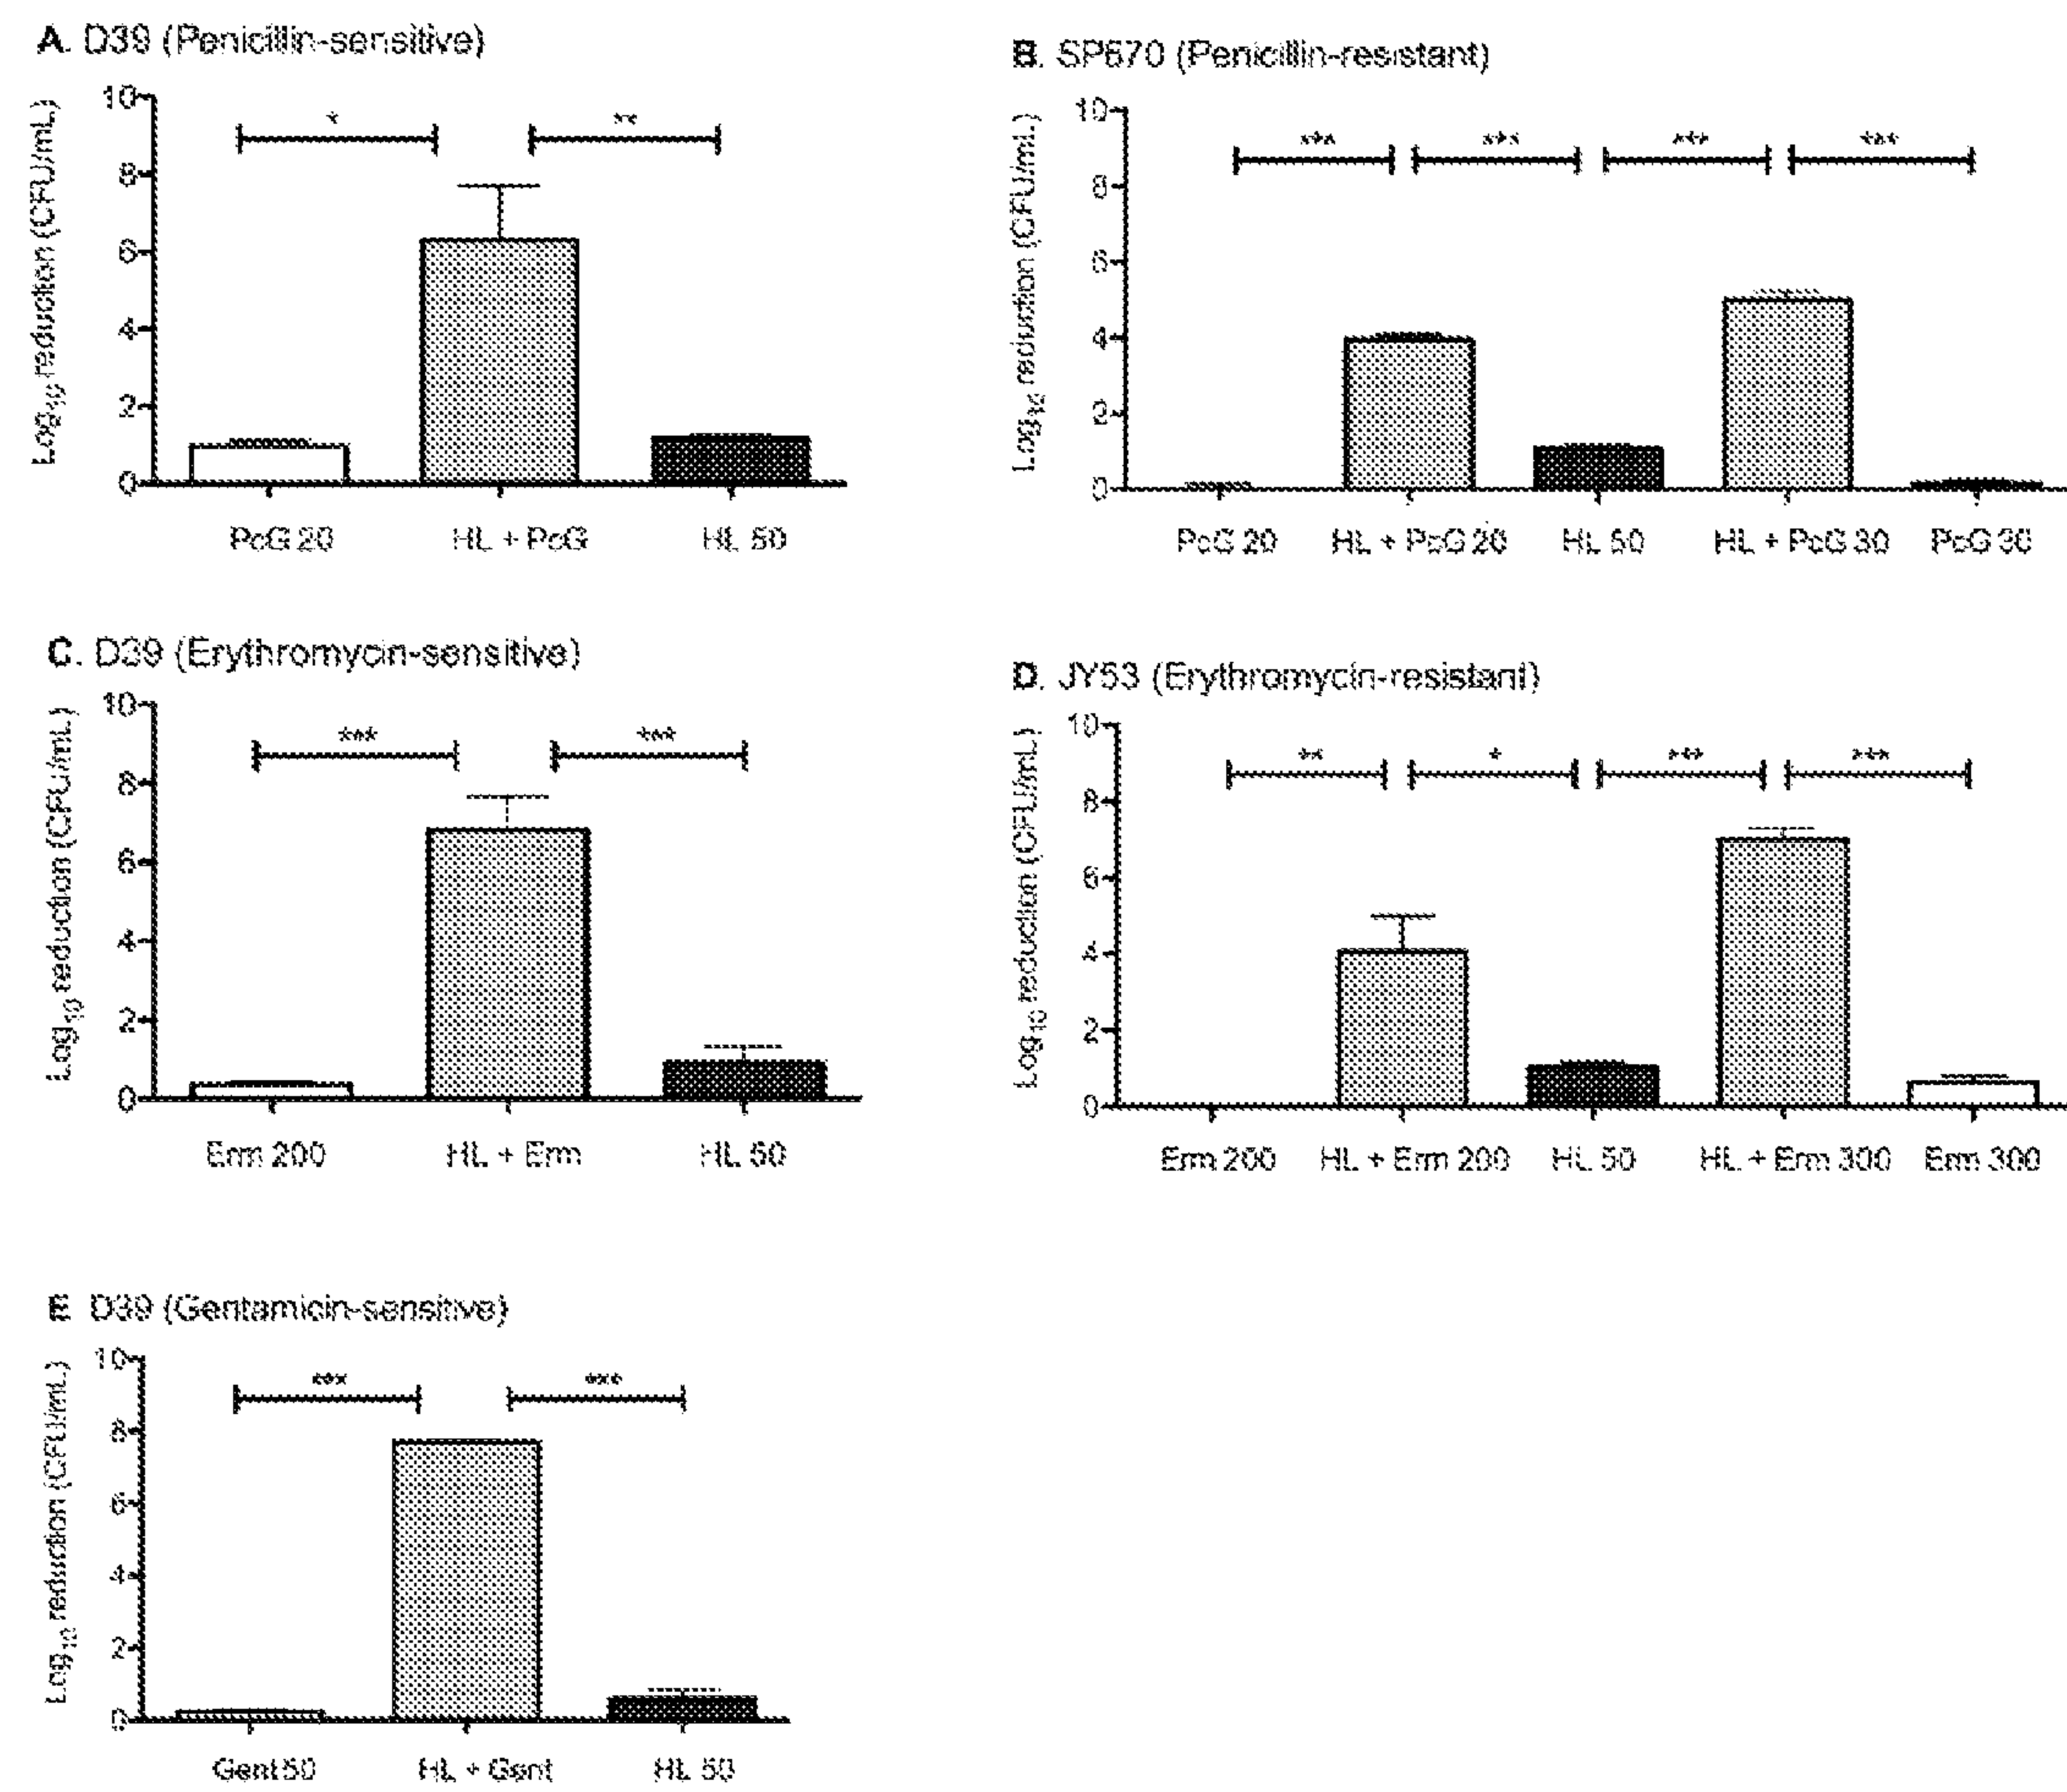 A. D39 (Penicillin-sensitive)
Log10 reduction (CFU/mL)
10
8
6
4
2
0
*
**
PcG 20
HL + PcG
HL 50
B. SP670 (Penicillin-resistant)
Log10 reduction (CFU/mL)
10
8
6
4
2
0
***
***
***
***
PcG 20
HL + PcG 20
HL 50
HL + PcG 30
PcG 30
C. D39 (Erythromycin-sensitive)
Log10 reduction (CFU/mL)
10
8
6
4
2
0
***
***
Erm 200
HL + Erm
HL 50
D. JY53 (Erythromycin-resistant)
Log10 reduction (CFU/mL)
10
8
6
4
2
0
**
*
***
***
Erm 200
HL + Erm 200
HL 50
HL + Erm 300
Erm 300
E D39 (Gentamicin-sensitive)
Log10 reduction (CFU/mL)
10
8
6
4
2
0
***
***
Gent 50
HL + Gent
HL 50